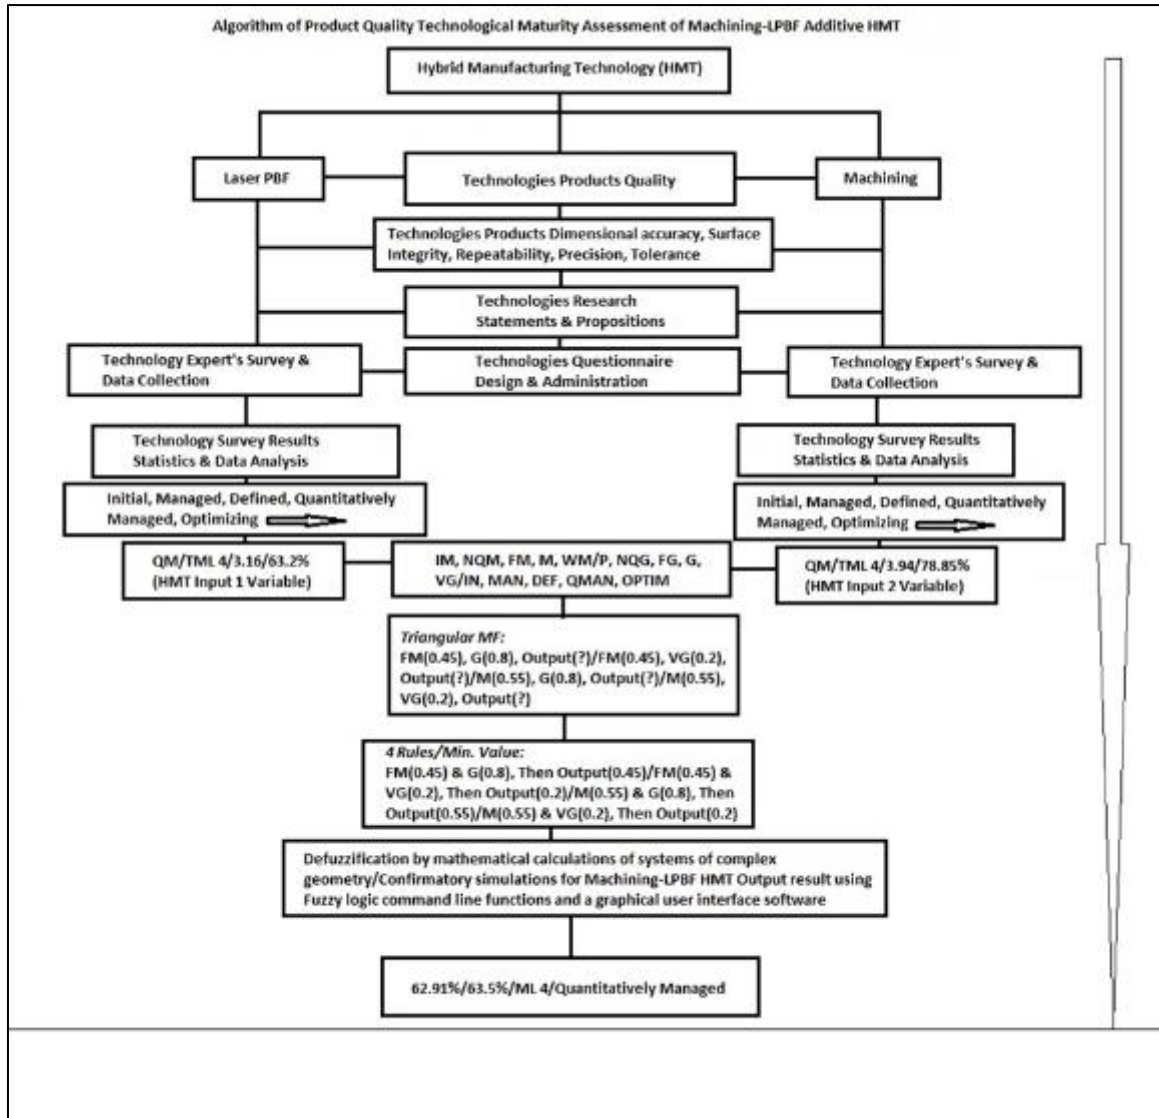 Algorithm of Product Quality Technological Maturity Assessment of Machining-LPBF Additive HMT
Hybrid Manufacturing Technology (HMT)
Laser PBF
Technologies Products Quality
Machining
Technologies Products Dimensional accuracy, Surface
Integrity, Repeatability, Precision, Tolerance
Technologies Research
Statements & Propositions
Technology Expert's Survey &
Data Collection
Technologies Questionnaire
Design & Administration
Technology Expert's Survey &
Data Collection
Technology Survey Results
Statistics & Data Analysis
Technology Survey Results
Statistics & Data Analysis
Initial, Managed, Defined, Quantitatively
Managed, Optimizing
Initial, Managed, Defined, Quantitatively
Managed, Optimizing
QM/TML 4/3.16/63.2%
(HMT Input 1 Variable)
IM, NQM, FM, M, WM/P, NQG, FG, G,
VG/IN, MAN, DEF, QMAN, OPTIM
QM/TML 4/3.94/78.85%
(HMT Input 2 Variable)
Triangular MF:
FM(0.45), G(0.8), Output(?)/FM(0.45), VG(0.2),
Output(?)/M(0.55), G(0.8), Output(?)/M(0.55),
VG(0.2), Output(?)
4 Rules/Min. Value:
FM(0.45) & G(0.8), Then Output(0.45)/FM(0.45) &
VG(0.2), Then Output(0.2)/M(0.55) & G(0.8), Then
Output(0.55)/M(0.55) & VG(0.2), Then Output(0.2)
Defuzzification by mathematical calculations of systems of complex
geometry/Confirmatory simulations for Machining-LPBF HMT Output result using
Fuzzy logic command line functions and a graphical user interface software
62.91%/63.5%/ML 4/Quantitatively Managed